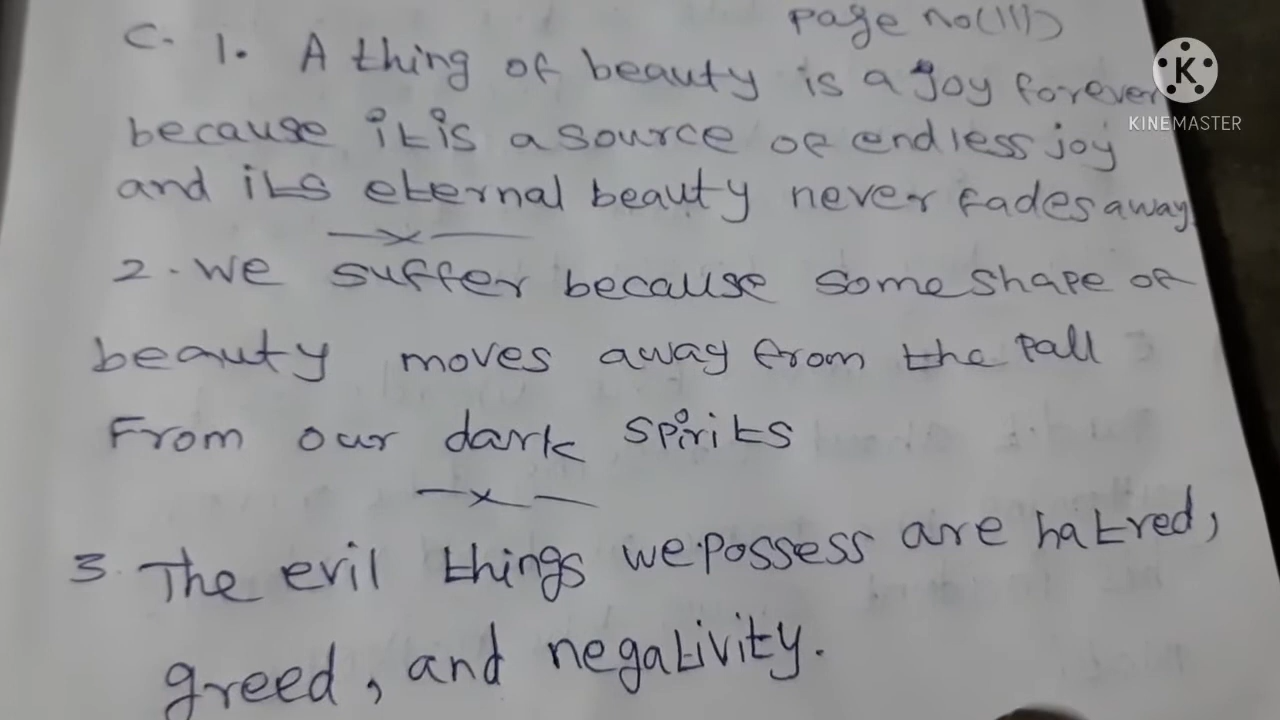 Page no(111)
C. 1. A thing of beauty is a Joy forever
K
KINEMASTER
because it is a source of endless joy
and its eternal beauty never fades away.
2. We suffer because some shape of
beauty moves away from the Pall
From our dark spirits
3 The evil things we possess are hatred,
greed, and negativity.